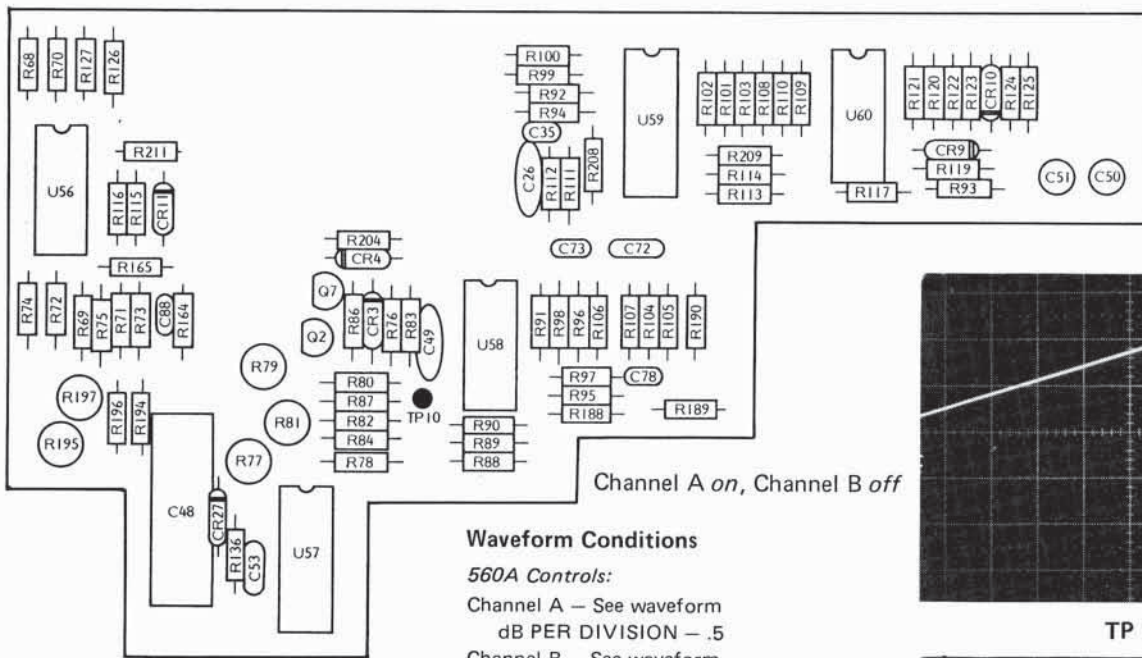 R68 R70 R127 R126
R100
R99
R92
R94
C35
C26
R112 R111
R208
U59
R102 R101 R103 R108 R110 R109
U60
R121 R120 R122 R123 CR10 R124 R125
R209
R114
R113
R117
CR9
R119
R93
C51 C50
U56
R211
R116 R115 CR11
R165
R204
CR4
C73 C72
R74 R72 R69 R75 R71 R73 C88 R164
Q7
Q2
R86 CR3 R76 R83 C49
U58
R91 R98 R96 R106 R107 R104 R105 R190
R79
R197
R195
R196 R194
R81
R77
R80
R87
R82
R84
R78
TP10
R90
R89
R88
R97
R95
R188
C78
R189
C48
CR27
R136
C53
U57
Channel A on, Channel B off
Waveform Conditions
560A Controls:
Channel A – See waveform
dB PER DIVISION – .5
Channel B – See waveform
TP